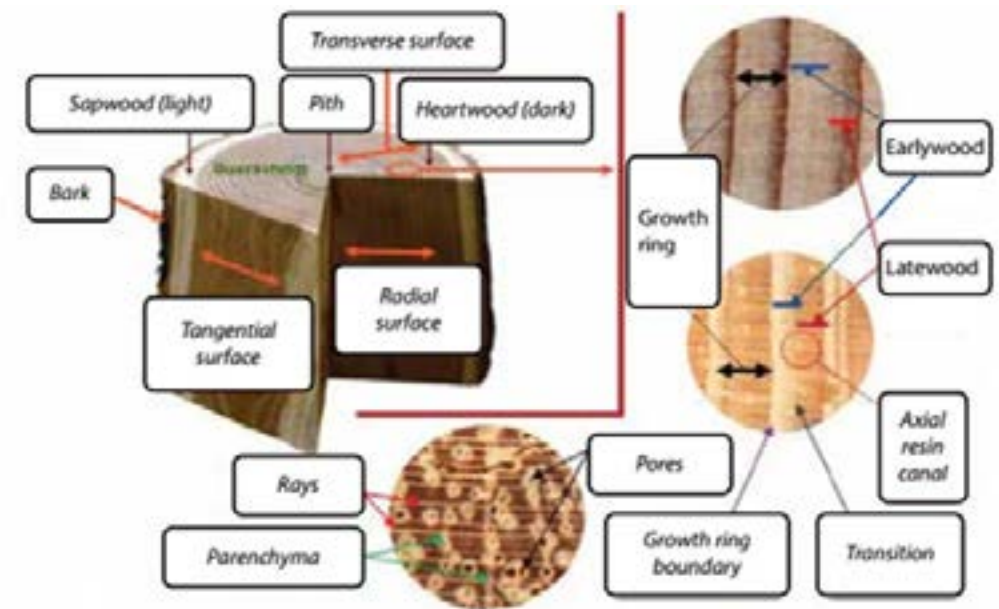 Transverse surface
Sapwood (light)
Pith
Heartwood (dark)
Bark
Earlywood
Growth
ring
Latewood
Tangential
surface
Radial
surface
Axial
resin
canal
Rays
Pores
Parenchyma
Growth ring
boundary
Transition